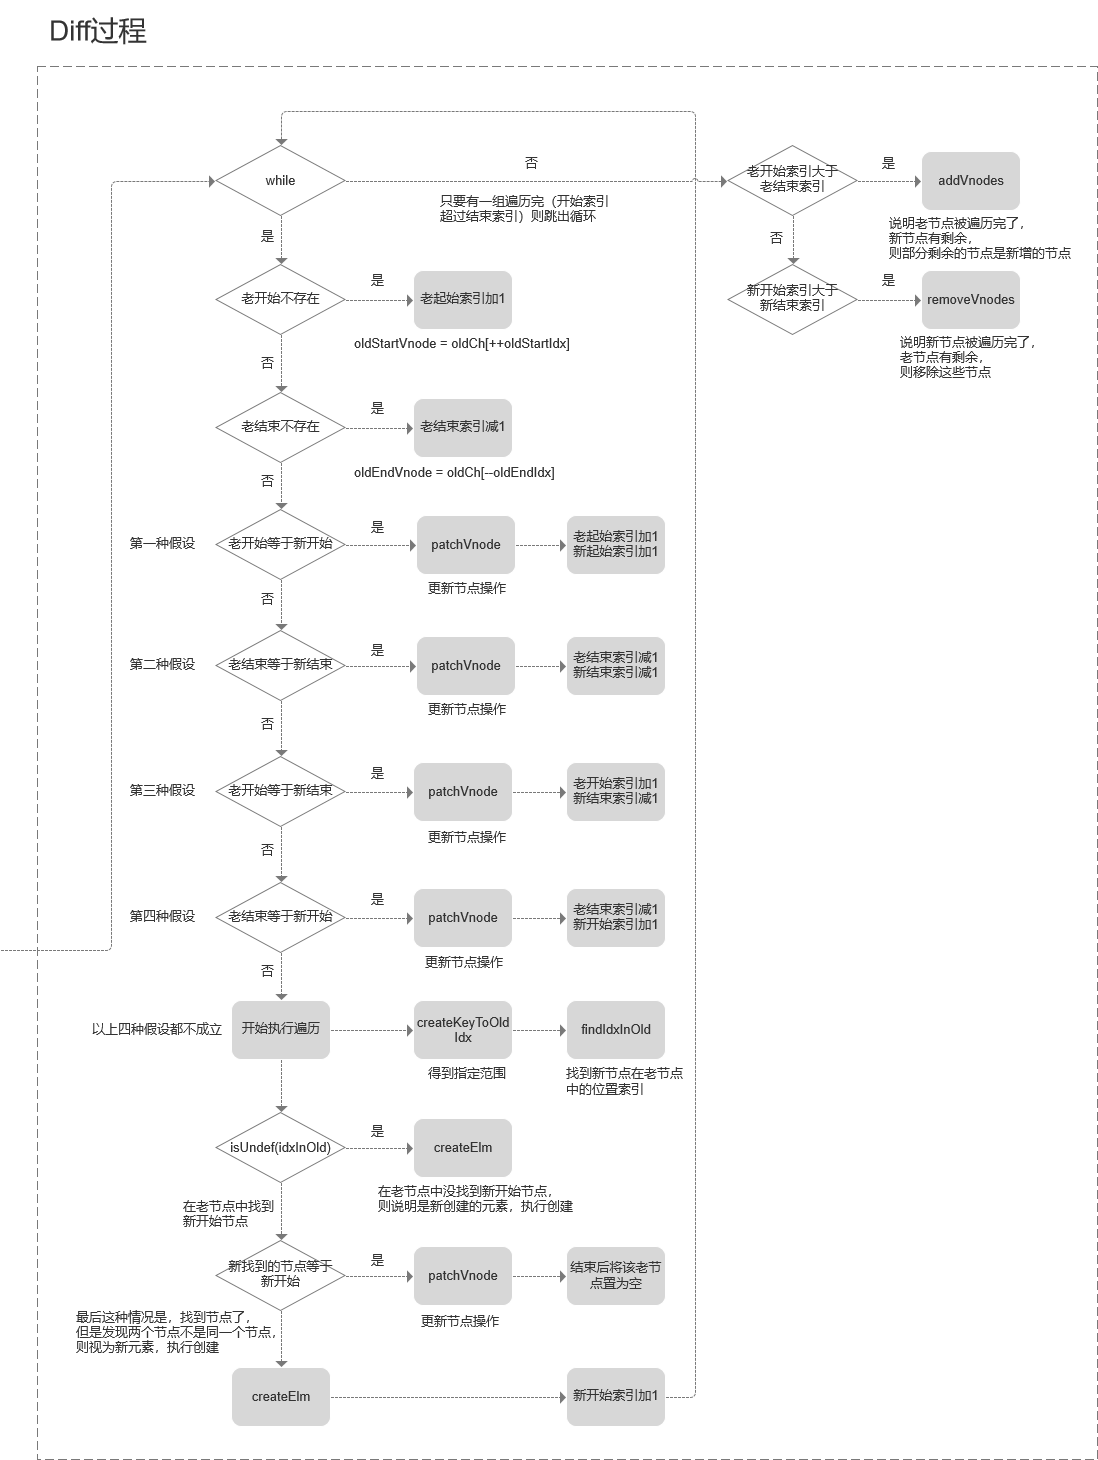 Diff过程
while
否
只要有一组遍历完（开始索引
超过结束索引）则跳出循环
老开始索引大于
老结束索引
是
addVnodes
说明老节点被遍历完了，
新节点有剩余，
则部分剩余的节点是新增的节点
是
否
老开始不存在
是
老起始索引加1
oldStartVnode = oldCh[++oldStartIdx]
新开始索引大于
新结束索引
是
removeVnodes
说明新节点被遍历完了，
老节点有剩余，
则移除这些节点
否
老结束不存在
是
老结束索引减1
oldEndVnode = oldCh[--oldEndIdx]
否
第一种假设
老开始等于新开始
是
patchVnode
更新节点操作
老起始索引加1
新起始索引加1
否
第二种假设
老结束等于新结束
是
patchVnode
更新节点操作
老结束索引减1
新结束索引减1
否
第三种假设
老开始等于新结束
是
patchVnode
更新节点操作
老开始索引加1
新结束索引减1
否
第四种假设
老结束等于新开始
是
patchVnode
更新节点操作
老结束索引减1
新开始索引加1
否
以上四种假设都不成立
开始执行遍历
createKeyToOld
Idx
得到指定范围
findIdxInOld
找到新节点在老节点
中的位置索引
isUndef(idxInOld)
是
createElm
在老节点中没找到新开始节点，
则说明是新创建的元素，执行创建
在老节点中找到
新开始节点
新找到的节点等于
新开始
是
patchVnode
更新节点操作
结束后将该老节
点置为空
最后这种情况是，找到节点了，
但是发现两个节点不是同一个节点，
则视为新元素，执行创建
createElm
新开始索引加1